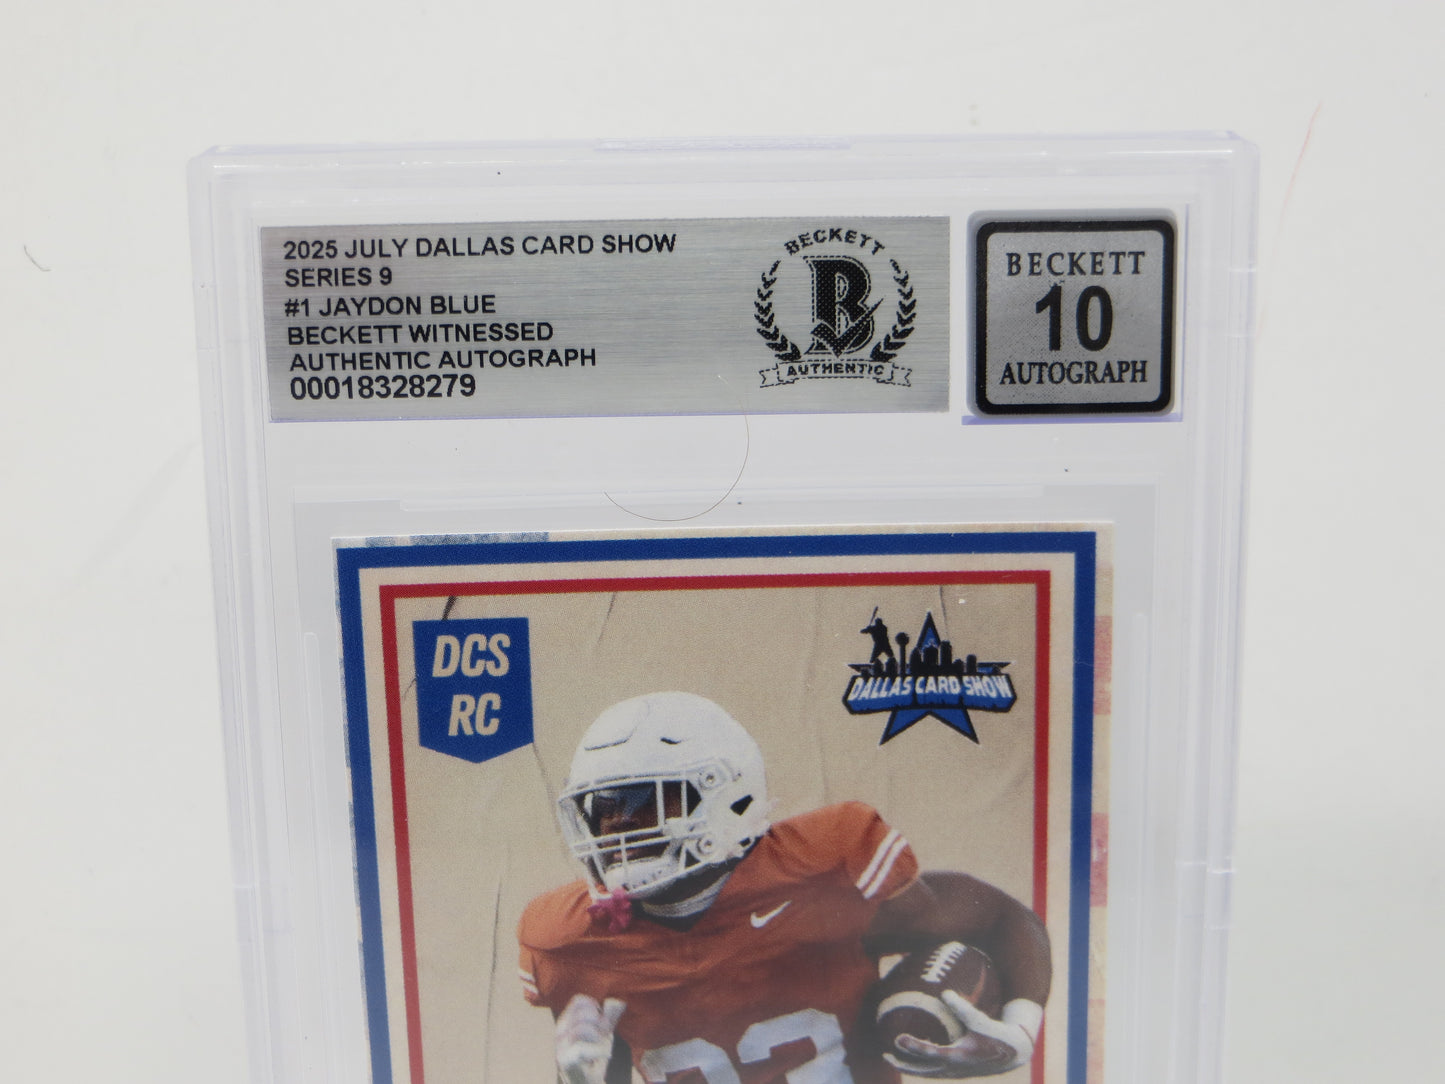 2025 JULY DALLAS CARD SHOW
SERIES 9
#1 JAYDON BLUE
BECKETT WITNESSED
AUTHENTIC AUTOGRAPH
00018328279
BECKETT
B
AUTHENTIC
BECKETT
10
AUTOGRAPH
DCS
RC
DALLAS CARD SHOW
23